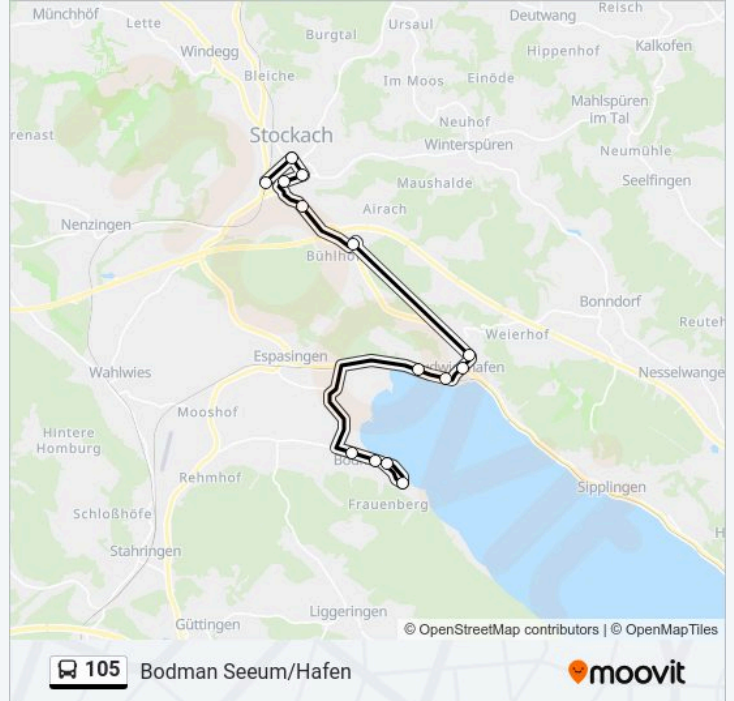 Münchhöf
Lette
Ursaul
Deutwang
Reisch
Burgtal
Windegg
Hippenhof
Kalkofen
Bleiche
Im Moos
Einöde
Mahlspüren
im Tal
Neuhof
Stockach
renast
Winterspüren
Neumühle
Maushalde
Seelfingen
Airach
Nenzingen
Bühlhof
Bonndorf
Weierhof
Reuteh
Espasingen
Wahlwies
Nesselwange
Mooshof
Hintere
Homburg
Rehmhof
Sipplingen
Frauenberg
Schloßhöfe
Stahringen
H
Liggeringen
Güttingen
© OpenStreetMap contributors | © OpenMapTiles
105 Bodman Seeum/Hafen
moovit